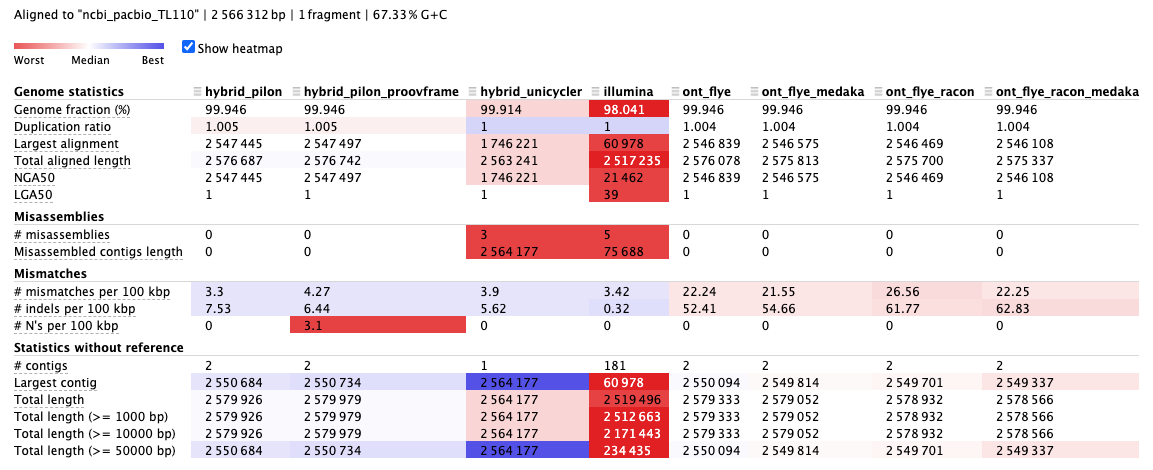 Aligned to "ncbi_pacbio_TL110" | 2 566 312 bp | 1 fragment | 67.33 % G+C
Worst Median Best Show heatmap
Genome statistics hybrid_pilon hybrid_pilon_proovframe hybrid_unicycler illumina ont_flye ont_flye_medaka ont_flye_racon ont_flye_racon_medaka
Genome fraction (%) 99.946 99.946 99.914 98.041 99.946 99.946 99.946 99.946
Duplication ratio 1.005 1.005 1 1 1.004 1.004 1.004 1.004
Largest alignment 2 547 445 2 547 497 1 746 221 60 978 2 546 839 2 546 575 2 546 469 2 546 108
Total aligned length 2 576 687 2 576 742 2 563 241 2 517 235 2 576 078 2 575 813 2 575 700 2 575 337
NGA50 2 547 445 2 547 497 1 746 221 21 462 2 546 839 2 546 575 2 546 469 2 546 108
LGA50 1 1 1 39 1 1 1 1
Misassemblies
# misassemblies 0 0 3 5 0 0 0 0
Misassembled contigs length 0 0 2 564 177 75 688 0 0 0 0
Mismatches
# mismatches per 100 kbp 3.3 4.27 3.9 3.42 22.24 21.55 26.56 22.25
# indels per 100 kbp 7.53 6.44 5.62 0.32 52.41 54.66 61.77 62.83
# N's per 100 kbp 0 3.1 0 0 0 0 0 0
Statistics without reference
# contigs 2 2 1 181 2 2 2 2
Largest contig 2 550 684 2 550 734 2 564 177 60 978 2 550 094 2 549 814 2 549 701 2 549 337
Total length 2 579 926 2 579 979 2 564 177 2 519 496 2 579 333 2 579 052 2 578 932 2 578 566
Total length (>= 1000 bp) 2 579 926 2 579 979 2 564 177 2 512 663 2 579 333 2 579 052 2 578 932 2 578 566
Total length (>= 10000 bp) 2 579 926 2 579 979 2 564 177 2 171 443 2 579 333 2 579 052 2 578 932 2 578 566
Total length (>= 50000 bp) 2 550 684 2 550 734 2 564 177 234 435 2 550 094 2 549 814 2 549 701 2 549 337